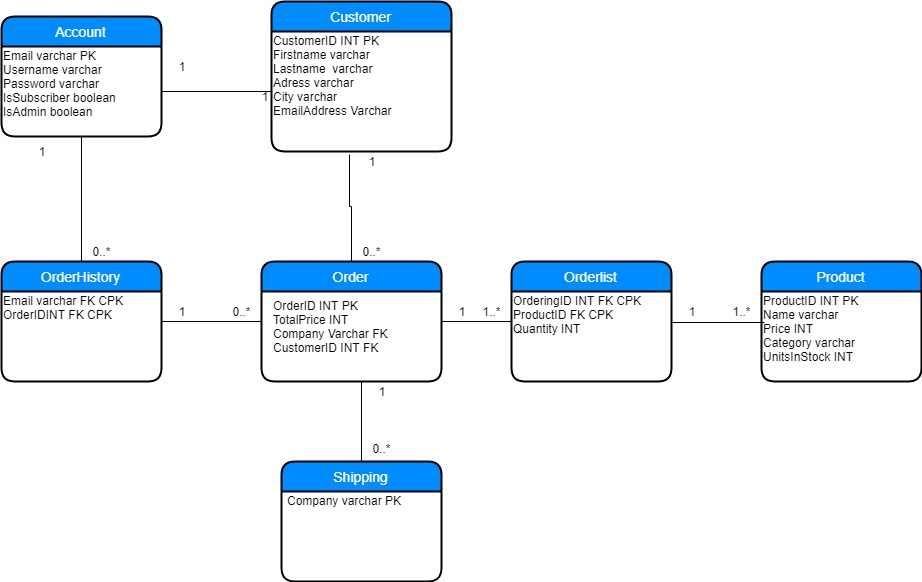 Account
Email varchar PK
Username varchar
Password varchar
IsSubscriber boolean
IsAdmin boolean
1
1
Customer
CustomerID INT PK
Firstname varchar
Lastname  varchar
Adress varchar
City varchar
EmailAddress Varchar
1
0..*
1
0..*
OrderHistory
Email varchar FK CPK
OrderIDINT FK CPK
1
0..*
Order
OrderID INT PK
TotalPrice INT
Company Varchar FK
CustomerID INT FK
1
1..*
Orderlist
OrderingID INT FK CPK
ProductID FK CPK
Quantity INT
1
1..*
Product
ProductID INT PK
Name varchar
Price INT
Category varchar
UnitsInStock INT
1
0..*
Shipping
Company varchar PK